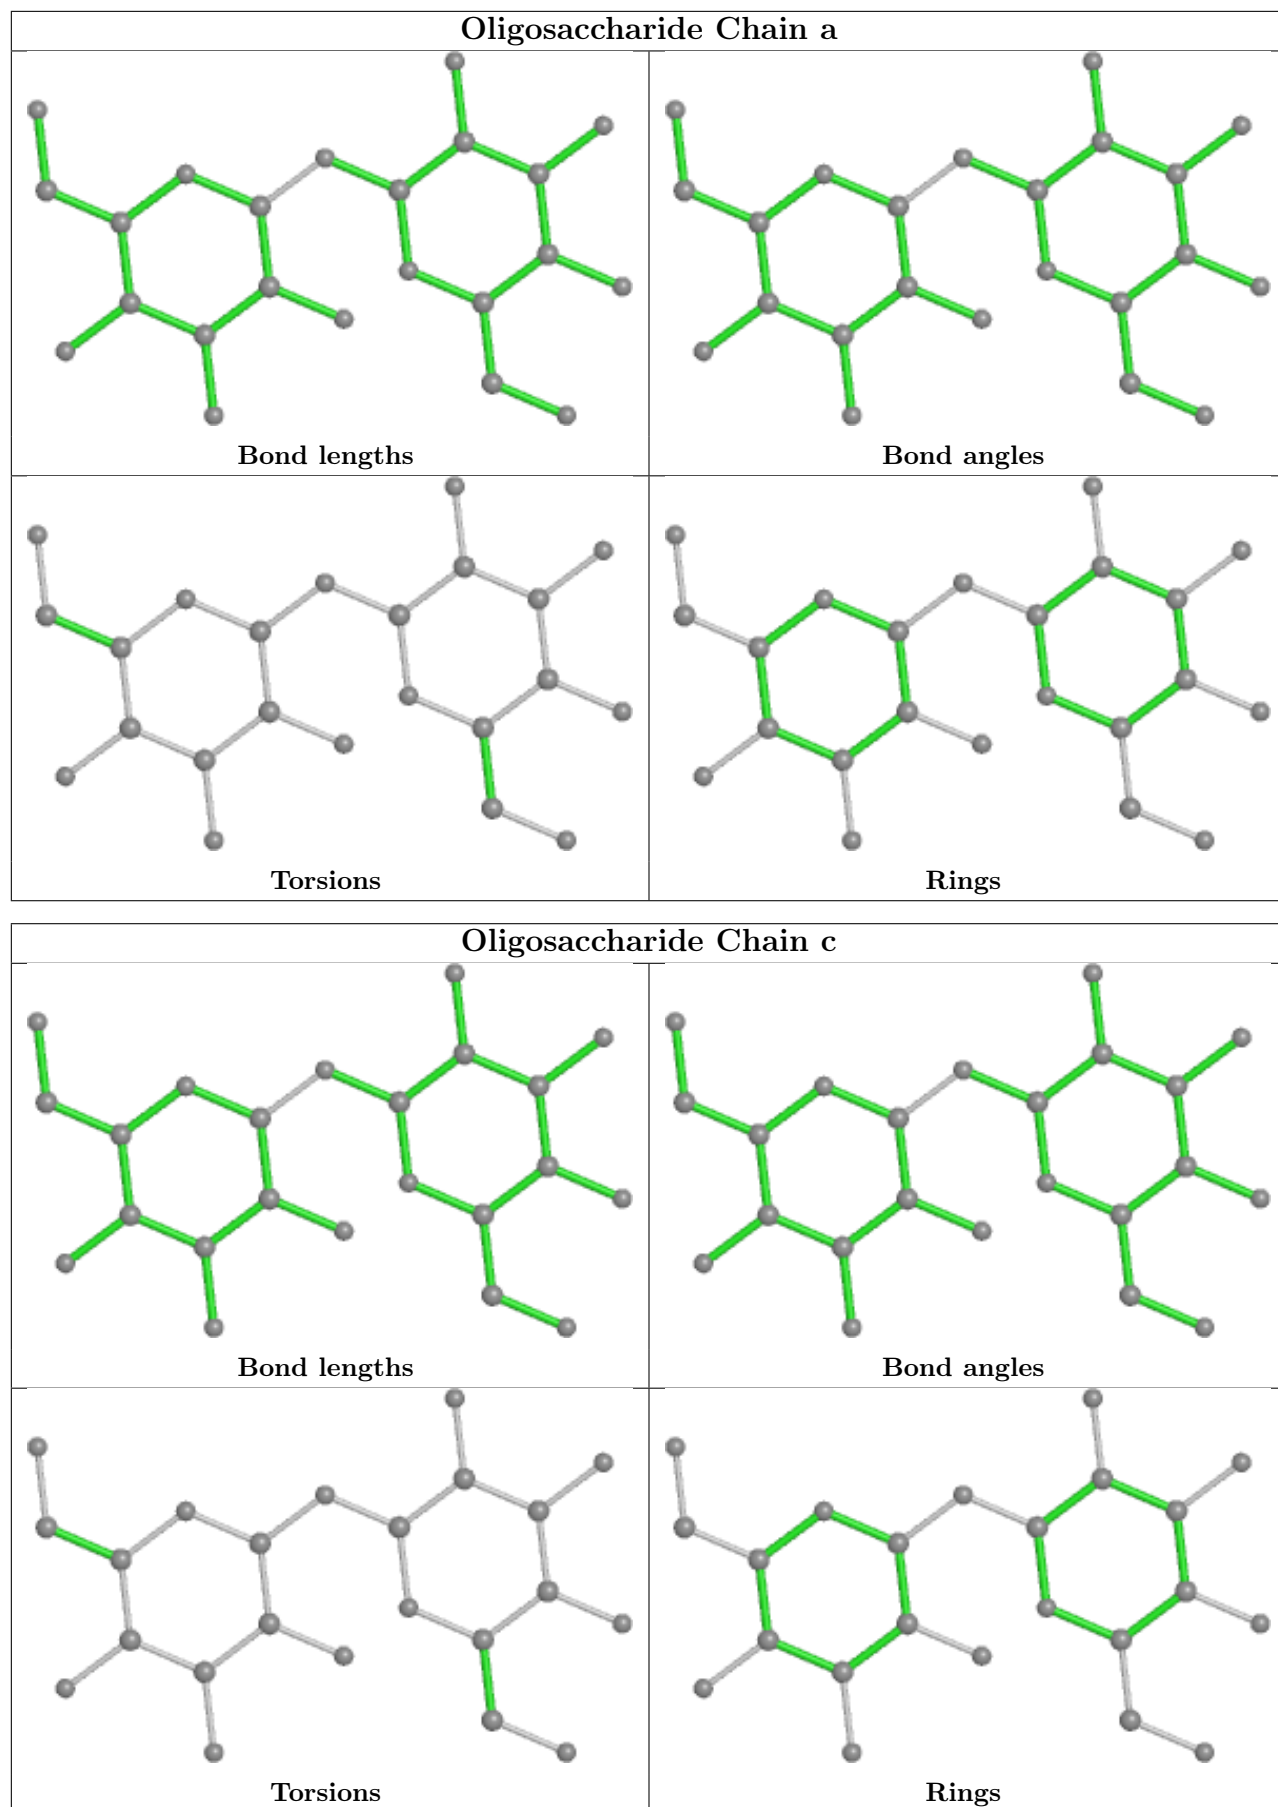 Oligosaccharide Chain a
Bond lengths
Bond angles
Torsions
Rings
Oligosaccharide Chain c
Bond lengths
Bond angles
Torsions
Rings